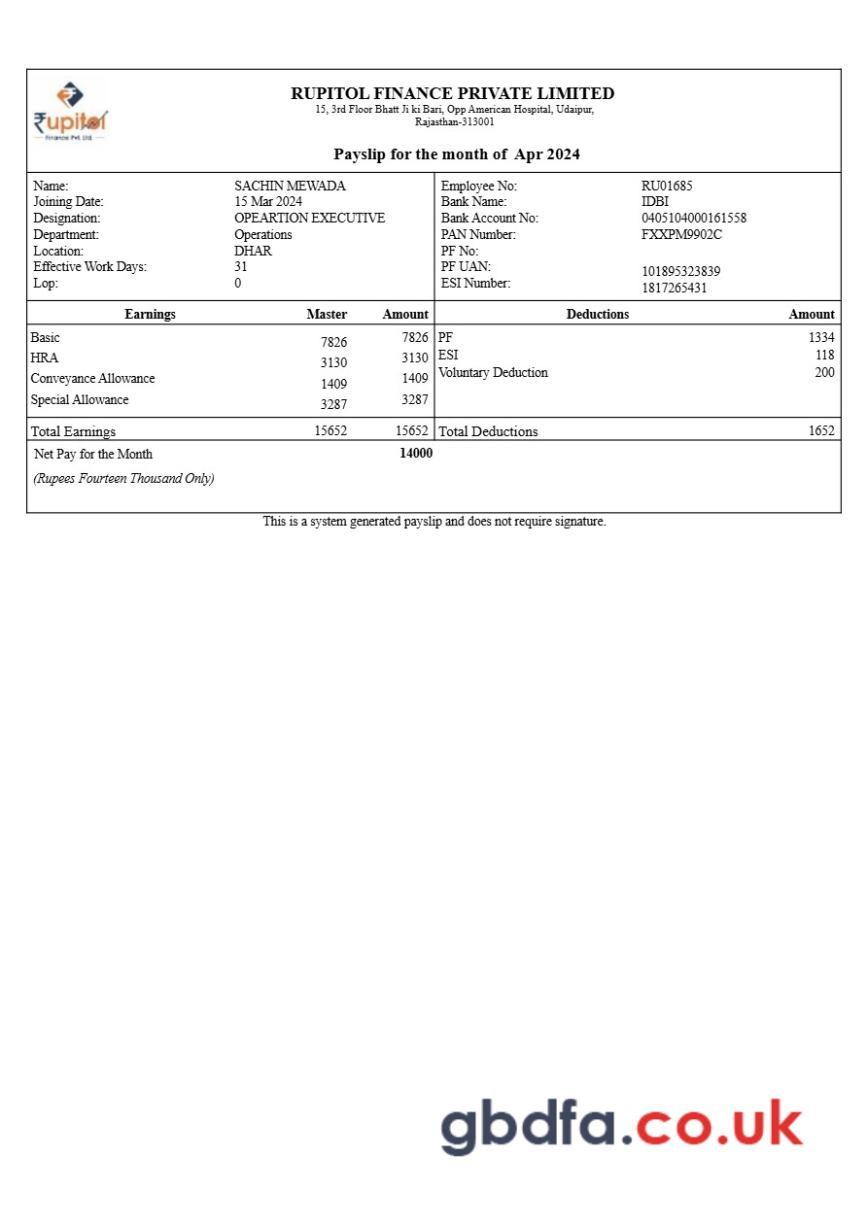 ₹upitol
Finance Pvt. Ltd.
RUPITOL FINANCE PRIVATE LIMITED
15, 3rd Floor Bhatt Ji ki Bari, Opp American Hospital, Udaipur,
Rajasthan-313001
Payslip for the month of Apr 2024
Name: SACHIN MEWADA Employee No: RU01685
Joining Date: 15 Mar 2024 Bank Name: IDBI
Designation: OPEARTION EXECUTIVE Bank Account No: 0405104000161558
Department: Operations PAN Number: FXXPM9902C
Location: DHAR PF No:
Effective Work Days: 31 PF UAN: 101895323839
Lop: 0 ESI Number: 1817265431
Earnings Master Amount Deductions Amount
Basic 7826 7826 PF 1334
HRA 3130 3130 ESI 118
Conveyance Allowance 1409 1409 Voluntary Deduction 200
Special Allowance 3287 3287
Total Earnings 15652 15652 Total Deductions 1652
Net Pay for the Month 14000
(Rupees Fourteen Thousand Only)
This is a system generated payslip and does not require signature.
gbdfa.co.uk